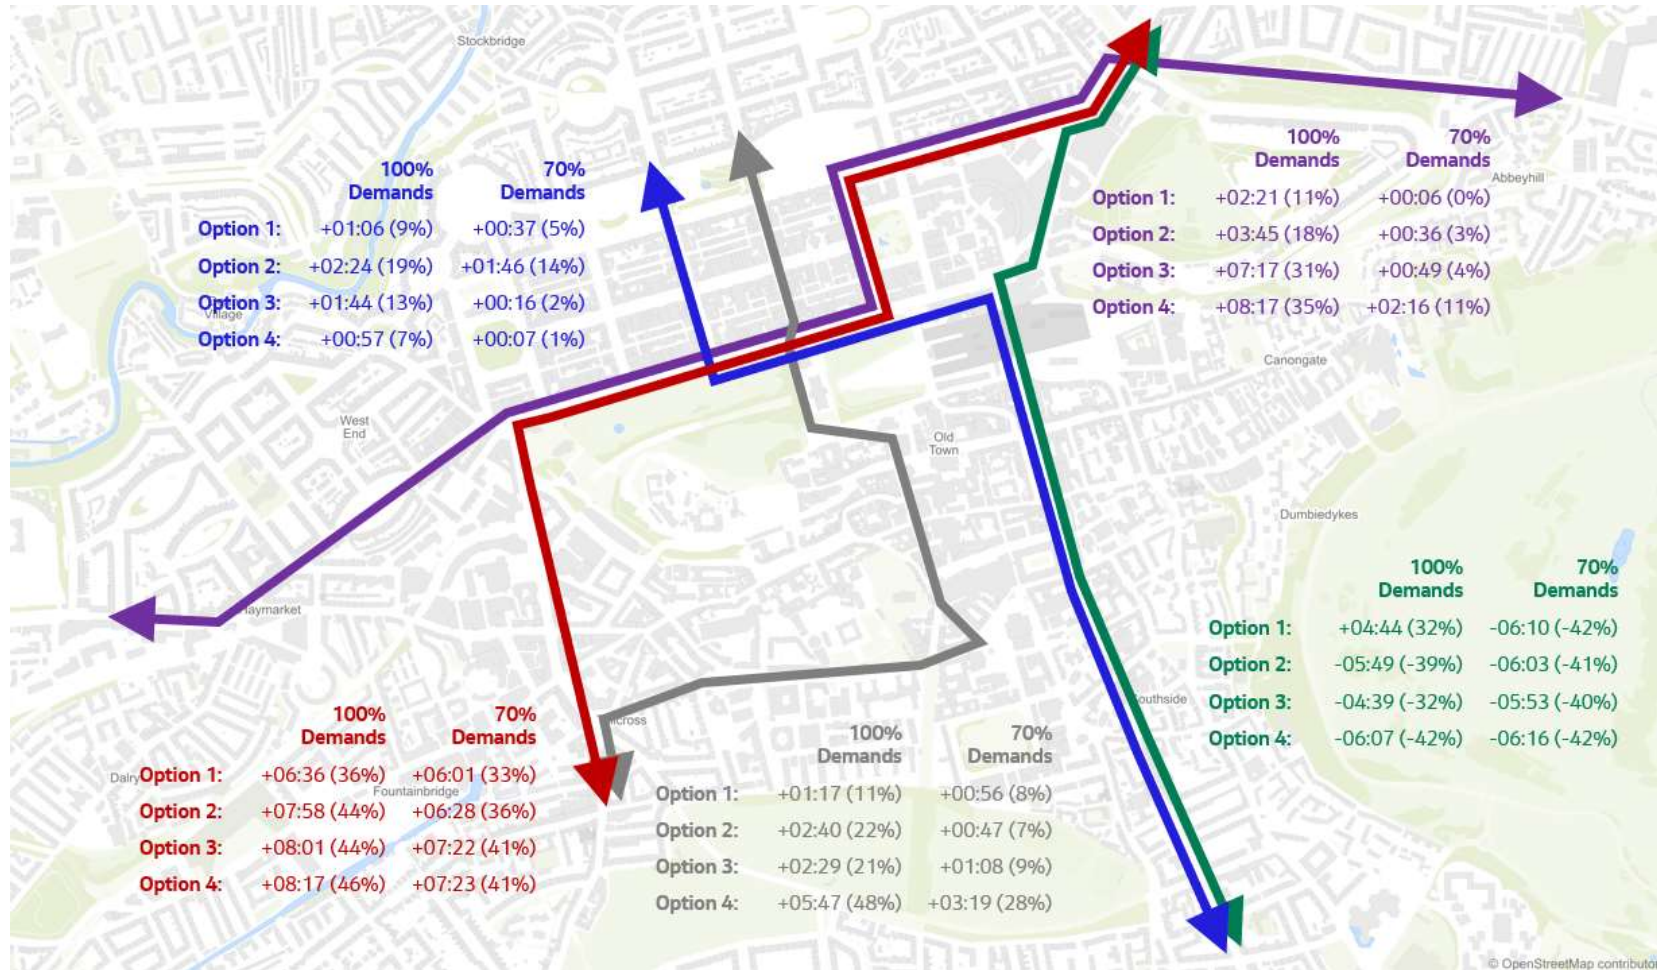 Stockbridge
100% 70%
Demands Demands
Option 1: +01:06 (9%) +00:37 (5%)
Option 2: +02:24 (19%) +01:46 (14%)
Option 3: +01:44 (13%) +00:16 (2%)
Village
Option 4: +00:57 (7%) +00:07 (1%)
100% 70%
Demands Demands
Abbeyhill
Option 1: +02:21 (11%) +00:06 (0%)
Option 2: +03:45 (18%) +00:36 (3%)
Option 3: +07:17 (31%) +00:49 (4%)
Option 4: +08:17 (35%) +02:16 (11%)
Canongate
West
End
Old
Town
Dumbiedykes
aymarket
100% 70%
Demands Demands
Option 1: +04:44 (32%) -06:10 (-42%)
Option 2: -05:49 (-39%) -06:03 (-41%)
Option 3: -04:39 (-32%) -05:53 (-40%)
Option 4: -06:07 (-42%) -06:16 (-42%)
outhside
cross
100% 70%
Demands Demands
Dalry
Option 1: +06:36 (36%) +06:01 (33%)
Fountainbridge
Option 2: +07:58 (44%) +06:28 (36%)
Option 3: +08:01 (44%) +07:22 (41%)
Option 4: +08:17 (46%) +07:23 (41%)
100% 70%
Demands Demands
Option 1: +01:17 (11%) +00:56 (8%)
Option 2: +02:40 (22%) +00:47 (7%)
Option 3: +02:29 (21%) +01:08 (9%)
Option 4: +05:47 (48%) +03:19 (28%)
© OpenStreetMap contributor